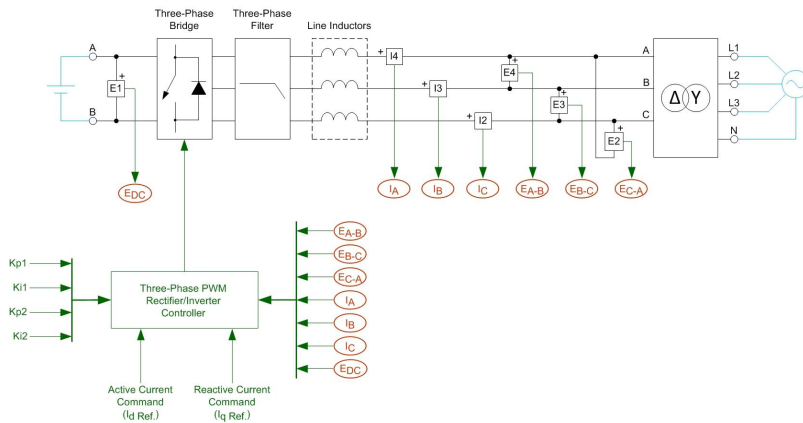 Three-Phase
Bridge
Three-Phase
Filter
Line Inductors
A
B
E1
+
EDC
+
I4
+
I3
+
I2
+
E4
+
E3
+
E2
A
B
C
Δ Y
L1
L2
L3
N
IA
IB
IC
EA-B
EB-C
EC-A
Kp1
Ki1
Kp2
Ki2
Three-Phase PWM
Rectifier/Inverter
Controller
EA-B
EB-C
EC-A
IA
IB
IC
EDC
Active Current
Command
(Id Ref.)
Reactive Current
Command
(Iq Ref.)